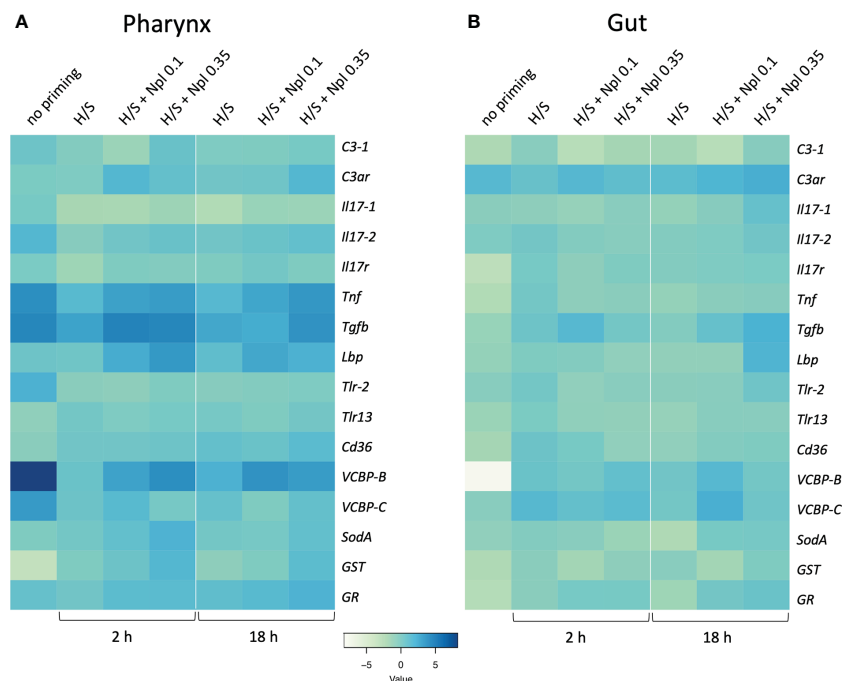 A
Pharynx
no priming
H/S
H/S + Npl 0.1
H/S + Npl 0.35
H/S
H/S + Npl 0.1
H/S + Npl 0.35
C3-1
C3ar
Il17-1
Il17-2
Il17r
Tnf
Tgfb
Lbp
Tlr-2
Tlr13
Cd36
VCBP-B
VCBP-C
SodA
GST
GR
2 h
18 h
B
Gut
no priming
H/S
H/S + Npl 0.1
H/S + Npl 0.35
H/S
H/S + Npl 0.1
H/S + Npl 0.35
C3-1
C3ar
Il17-1
Il17-2
Il17r
Tnf
Tgfb
Lbp
Tlr-2
Tlr13
Cd36
VCBP-B
VCBP-C
SodA
GST
GR
2 h
18 h
−5 0 5
Value